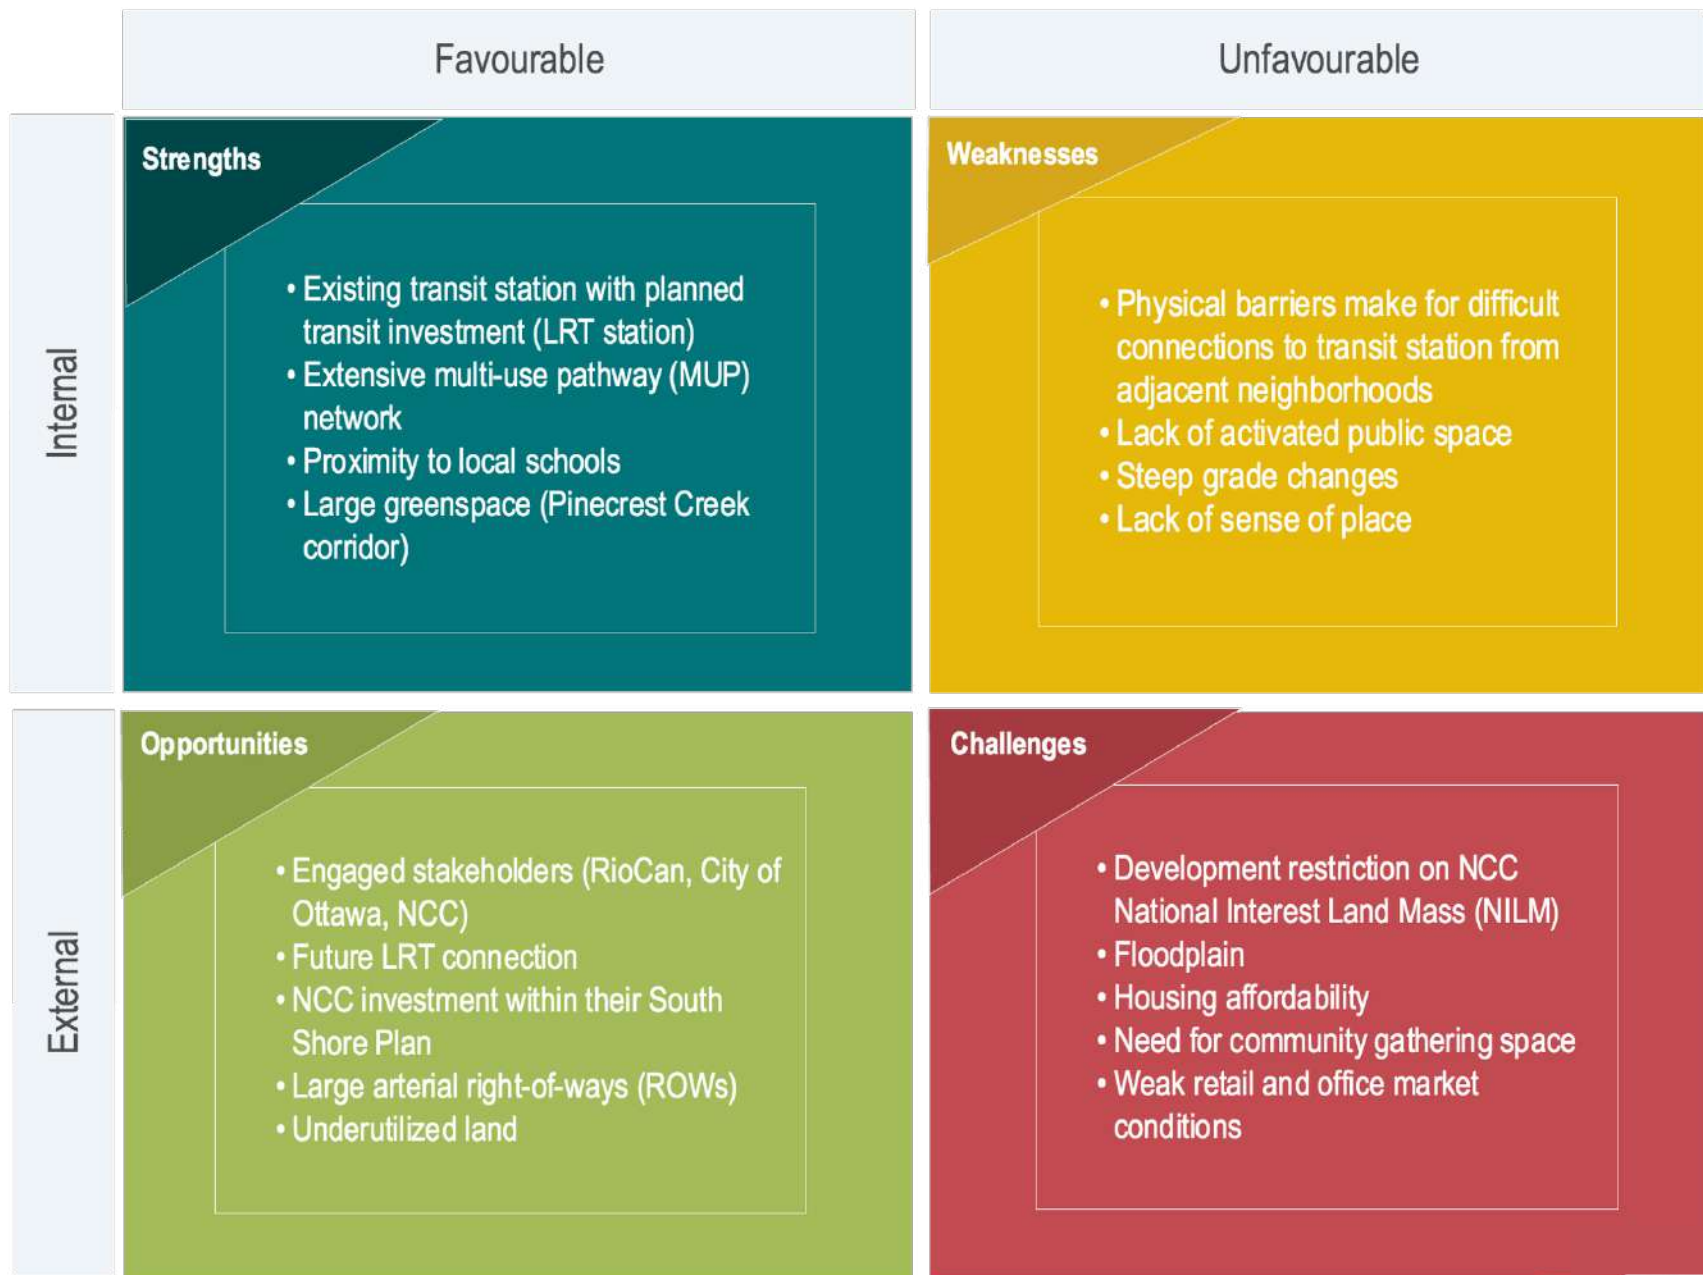 Favourable
Unfavourable
Internal
Strengths
• Existing transit station with planned
transit investment (LRT station)
• Extensive multi-use pathway (MUP)
network
• Proximity to local schools
• Large greenspace (Pinecrest Creek
corridor)
Weaknesses
• Physical barriers make for difficult
connections to transit station from
adjacent neighborhoods
• Lack of activated public space
• Steep grade changes
• Lack of sense of place
External
Opportunities
• Engaged stakeholders (RioCan, City of
Ottawa, NCC)
• Future LRT connection
• NCC investment within their South
Shore Plan
• Large arterial right-of-ways (ROWs)
• Underutilized land
Challenges
• Development restriction on NCC
National Interest Land Mass (NILM)
• Floodplain
• Housing affordability
• Need for community gathering space
• Weak retail and office market
conditions